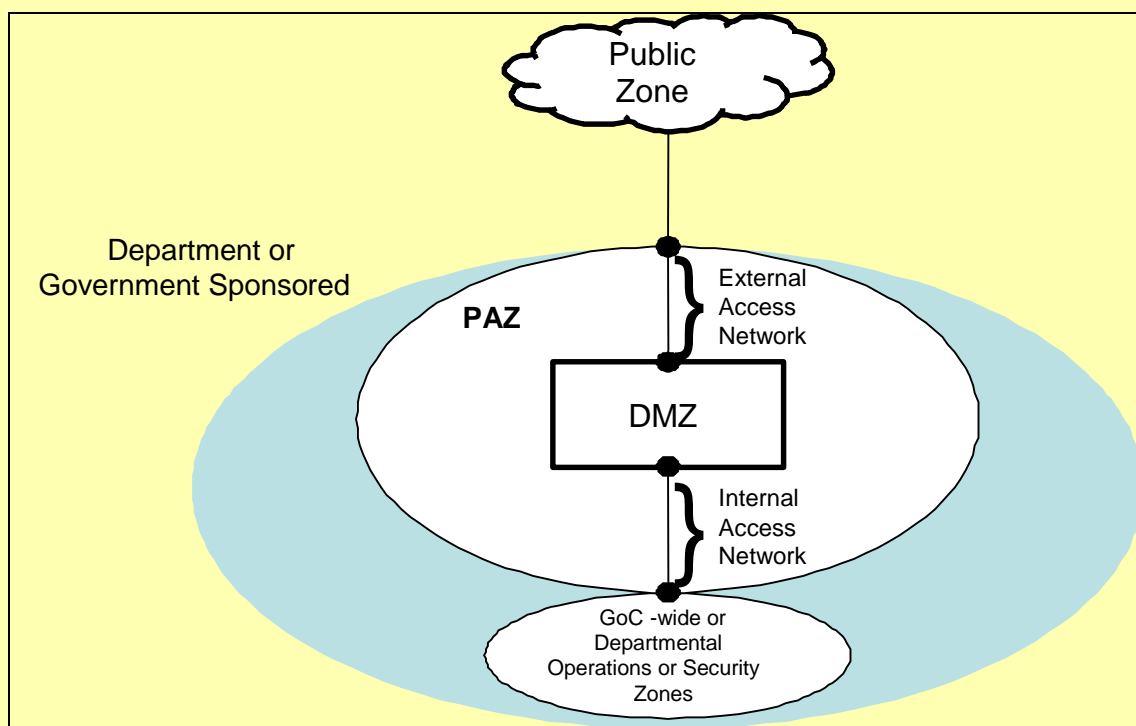 Public
Zone
Department or
Government Sponsored
PAZ
External
Access
Network
DMZ
Internal
Access
Network
GoC -wide or
Departmental
Operations or Security
Zones